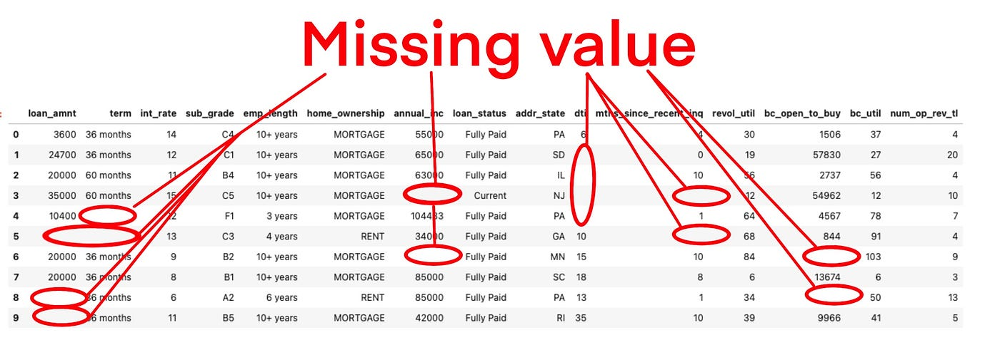 Missing value
loan_amnt term int_rate sub_grade emp_length home_ownership annual_inc loan_status addr_state dti mths_since_recent_inq revol_util bc_open_to_buy bc_util num_op_rev_tl
0 3600 36 months 14 C4 10+ years MORTGAGE 55000 Fully Paid PA 6 4 30 1506 37 4
1 24700 36 months 12 C1 10+ years MORTGAGE 65000 Fully Paid SD 0 19 57830 27 20
2 20000 60 months 11 B4 10+ years MORTGAGE 63000 Fully Paid IL 10 56 2737 56 4
3 35000 60 months 15 C5 10+ years MORTGAGE Current NJ 12 54962 12 10
4 10400 F1 3 years MORTGAGE 104433 Fully Paid PA 1 64 4567 78 7
5 13 C3 4 years RENT 34000 Fully Paid GA 10 68 844 91 4
6 20000 36 months 9 B2 10+ years MORTGAGE Fully Paid MN 15 10 84 103 9
7 20000 36 months 8 B1 10+ years MORTGAGE 85000 Fully Paid SC 18 8 6 13674 6 3
8 36 months 6 A2 6 years RENT 85000 Fully Paid PA 13 1 34 50 13
9 36 months 11 B5 10+ years MORTGAGE 42000 Fully Paid RI 35 10 39 9966 41 5